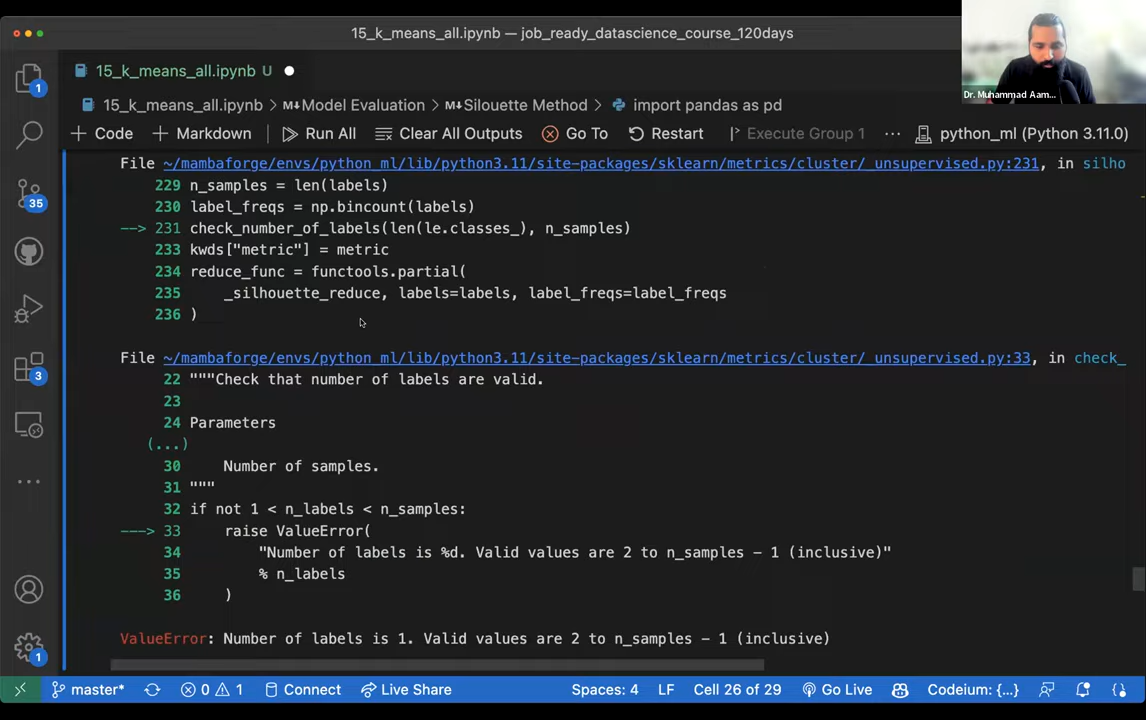 15_k_means_all.ipynb — job_ready_datascience_course_120days
15_k_means_all.ipynb U
Dr. Muhammad Aam...
15_k_means_all.ipynb > M↓Model Evaluation > M↓Silouette Method > import pandas as pd
+ Code + Markdown Run All Clear All Outputs Go To Restart Execute Group 1 ... python_ml (Python 3.11.0)
File ~/mambaforge/envs/python_ml/lib/python3.11/site-packages/sklearn/metrics/cluster/_unsupervised.py:231, in silho
229 n_samples = len(labels)
230 label_freqs = np.bincount(labels)
--> 231 check_number_of_labels(len(le.classes_), n_samples)
233 kwds["metric"] = metric
234 reduce_func = functools.partial(
235 _silhouette_reduce, labels=labels, label_freqs=label_freqs
236 )
File ~/mambaforge/envs/python_ml/lib/python3.11/site-packages/sklearn/metrics/cluster/_unsupervised.py:33, in check_
22 """Check that number of labels are valid.
23
24 Parameters
(...)
30 Number of samples.
31 """
32 if not 1 < n_labels < n_samples:
---> 33 raise ValueError(
34 "Number of labels is %d. Valid values are 2 to n_samples - 1 (inclusive)"
35 % n_labels
36 )
ValueError: Number of labels is 1. Valid values are 2 to n_samples - 1 (inclusive)
1
35
3
1
master* 0 1 Connect Live Share Spaces: 4 LF Cell 26 of 29 Go Live Codeium: {...}